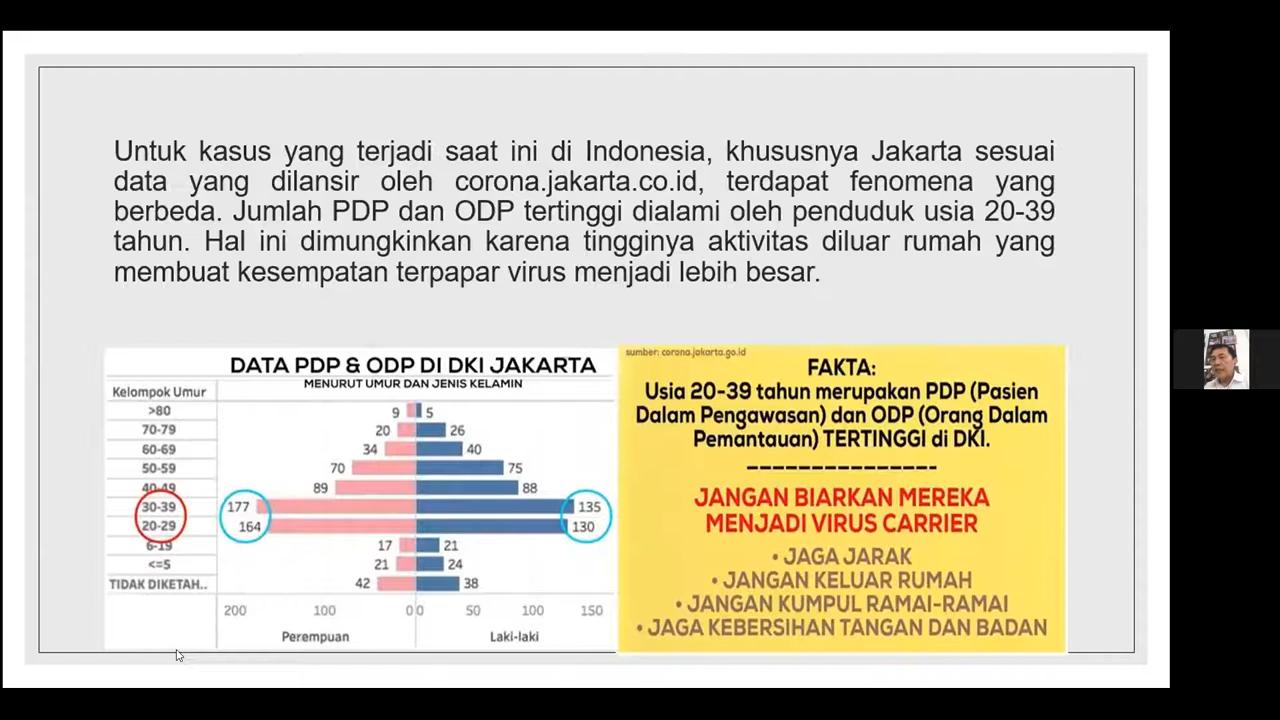 Untuk kasus yang terjadi saat ini di Indonesia, khususnya Jakarta sesuai
data yang dilansir oleh corona.jakarta.co.id, terdapat fenomena yang
berbeda. Jumlah PDP dan ODP tertinggi dialami oleh penduduk usia 20-39
tahun. Hal ini dimungkinkan karena tingginya aktivitas diluar rumah yang
membuat kesempatan terpapar virus menjadi lebih besar.
DATA PDP & ODP DI DKI JAKARTA
MENURUT UMUR DAN JENIS KELAMIN
Kelompok Umur
>80 9 5
70-79 20 26
60-69 34 40
50-59 70 75
40-49 89 88
30-39 177 135
20-29 164 130
6-19 17 21
<=5 21 24
TIDAK DIKETAH.. 42 38
200 100 0 0 50 100 150
Perempuan Laki-laki
sumber: corona.jakarta.go.id
FAKTA:
Usia 20-39 tahun merupakan PDP (Pasien
Dalam Pengawasan) dan ODP (Orang Dalam
Pemantauan) TERTINGGI di DKI.
---------------
JANGAN BIARKAN MEREKA
MENJADI VIRUS CARRIER
• JAGA JARAK
• JANGAN KELUAR RUMAH
• JANGAN KUMPUL RAMAI-RAMAI
• JAGA KEBERSIHAN TANGAN DAN BADAN